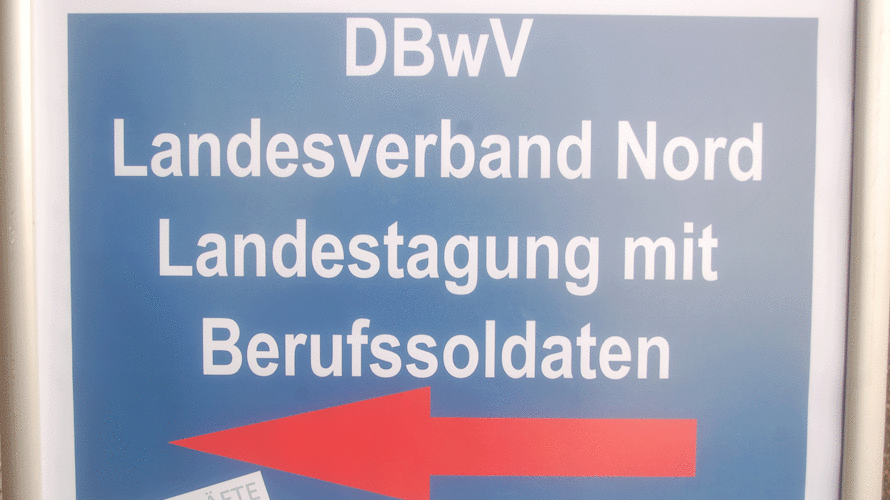 DBwV
Landesverband Nord
Landestagung mit
Berufssoldaten